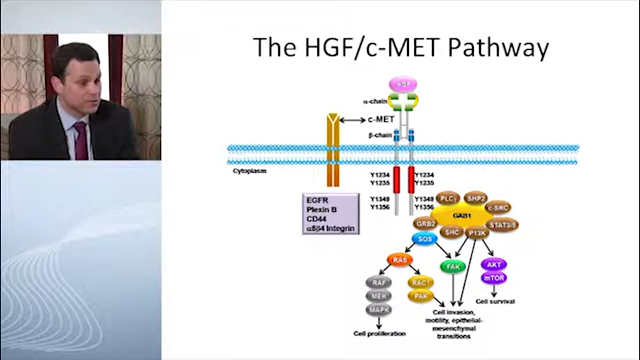 The HGF/c-MET Pathway
HGF
α-chain
c-MET
β-chain
Cytoplasm
Y1234
Y1235
Y1234
Y1235
Y1349
Y1356
Y1349
Y1356
EGFR
Plexin B
CD44
α6β4 Integrin
PLCγ
SHP2
c-SRC
GAB1
STAT3/5
GRB2
SHC
P13K
SOS
RAS
FAK
AKT
mTOR
RAF
MEK
MAPK
RAC1
PAK
Cell survival
Cell proliferation
Cell invasion,
motility, epithelial-
mesenchymal
transitions